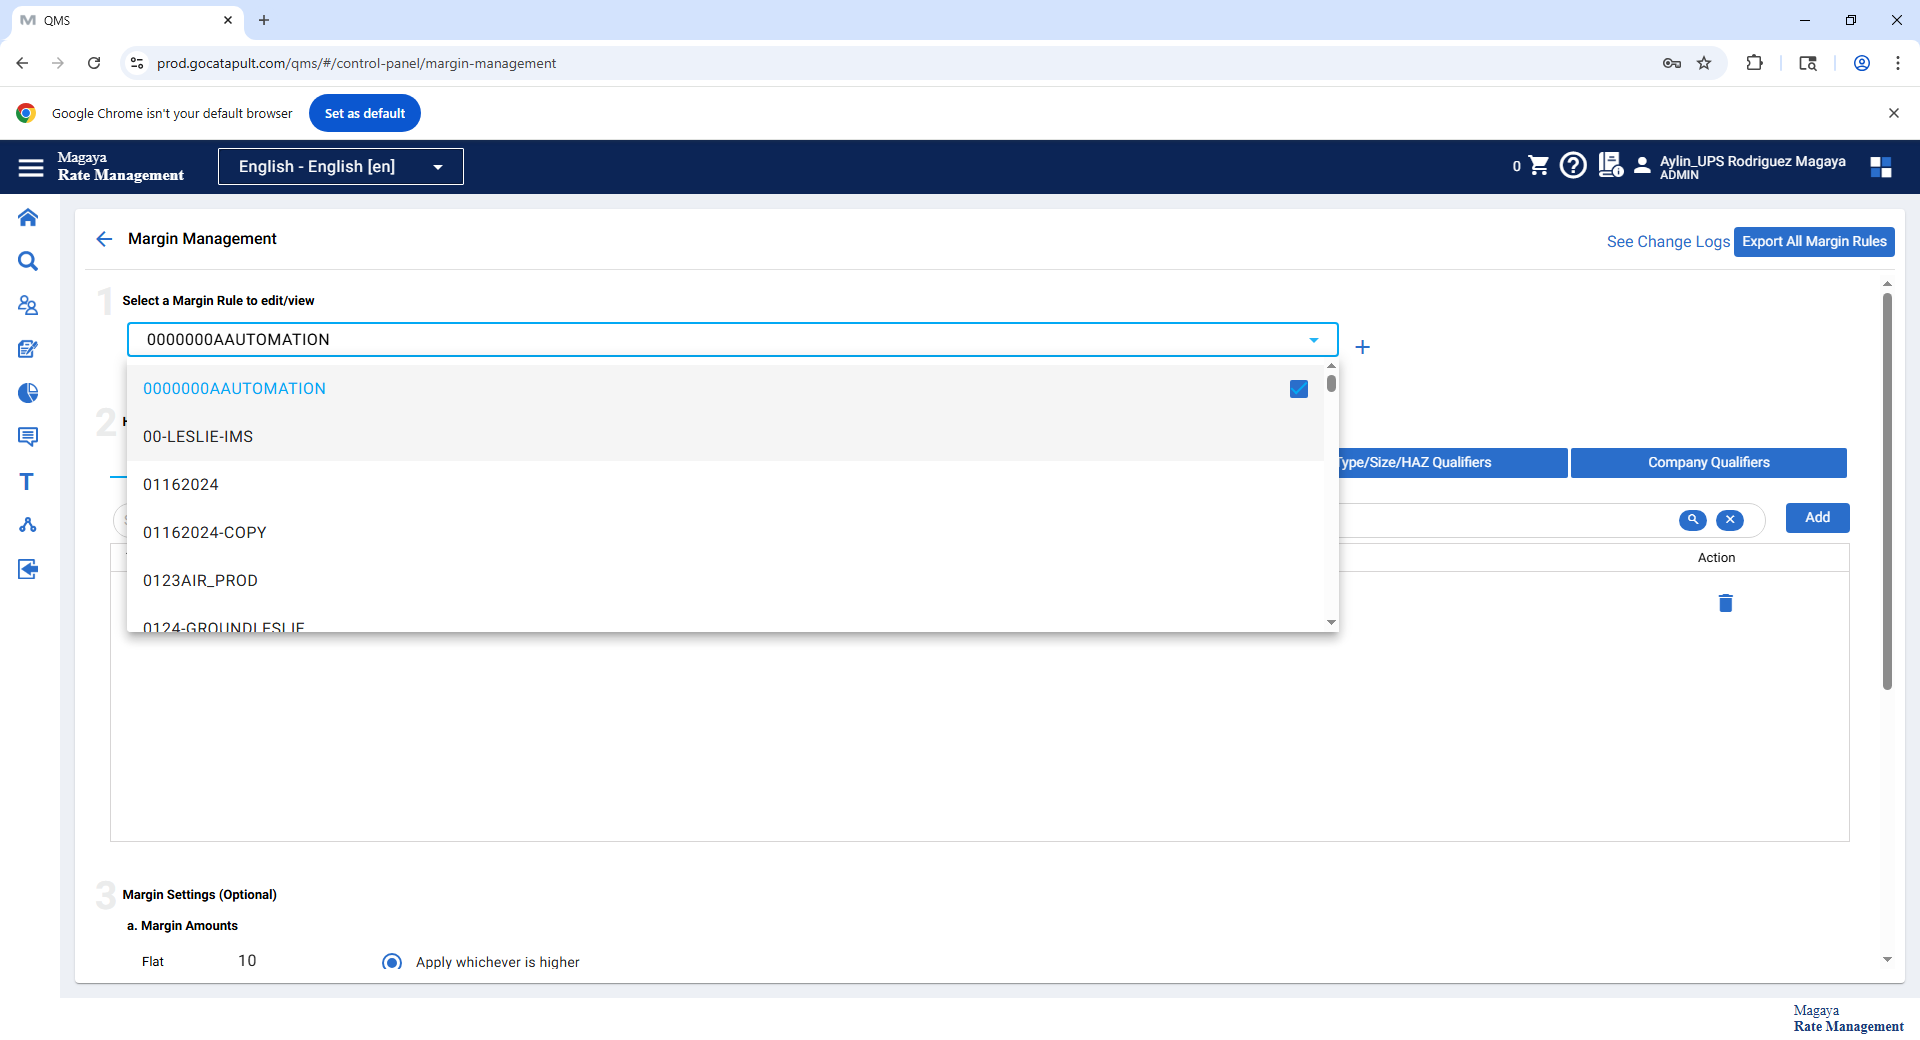 QMS
prod.gocatapult.com/qms/#/control-panel/margin-management
Google Chrome isn't your default browser
Set as default
Magaya
Rate Management
English - English [en]
0
Aylin_UPS Rodriguez Magaya
ADMIN
Margin Management
See Change Logs
Export All Margin Rules
1
Select a Margin Rule to edit/view
0000000AAUTOMATION
0000000AAUTOMATION
00-LESLIE-IMS
01162024
01162024-COPY
0123AIR_PROD
0124-GROUNDLESLIE
2
Type/Size/HAZ Qualifiers
Company Qualifiers
Add
Action
3
Margin Settings (Optional)
a. Margin Amounts
Flat
10
Apply whichever is higher
Magaya
Rate Management